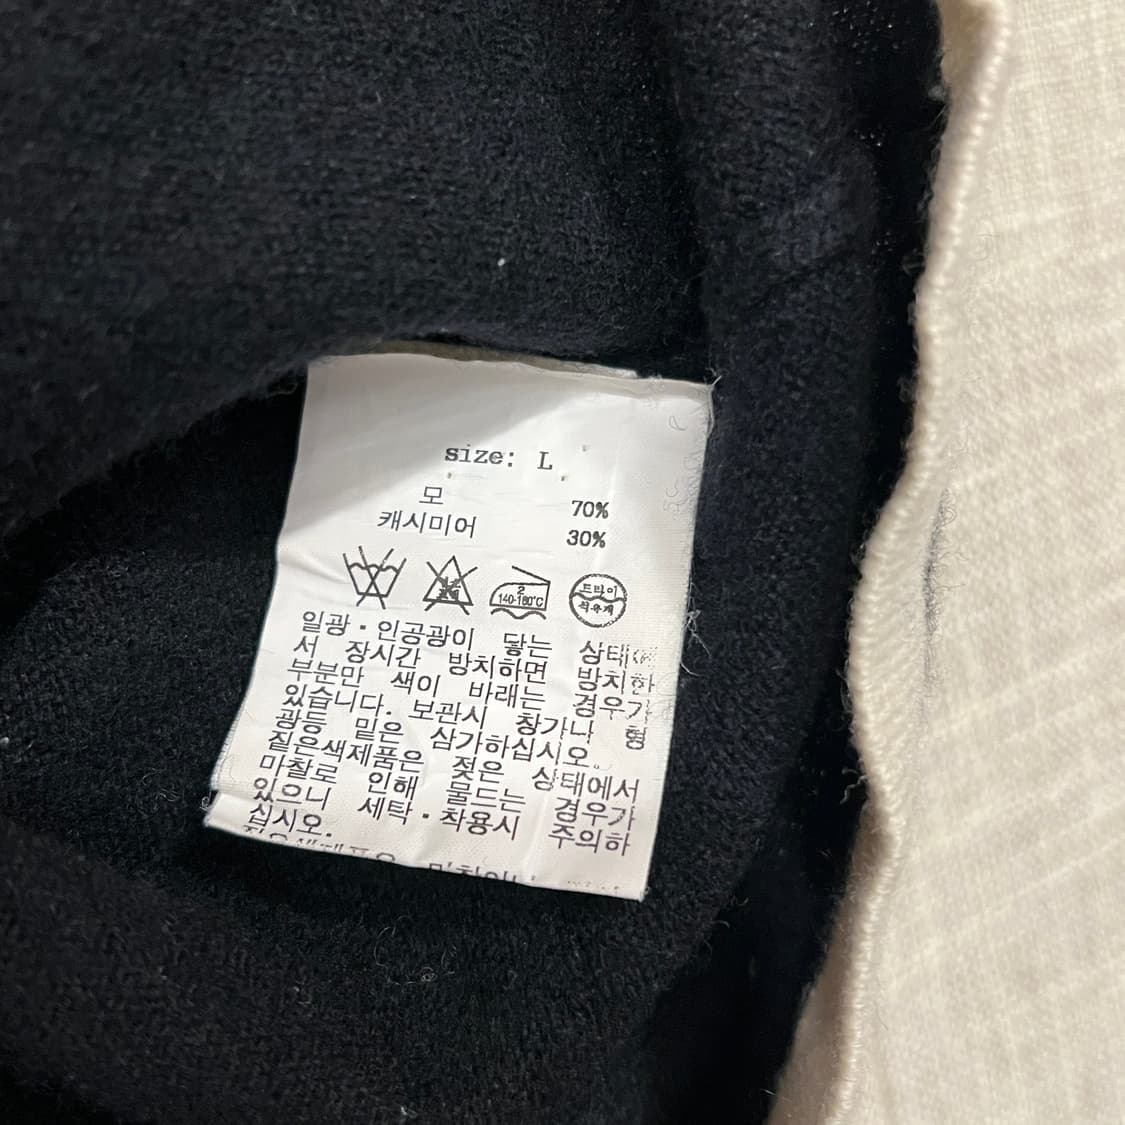 size: L
모 70%
캐시미어 30%
2
140-160°C
드라이
석유계
일광·인공광이 닿는 상태에
서 장시간 방치하면 방치한
부분만 색이 바래는 경우가
있습니다. 보관시 창가나 형
광등 밑은 삼가하십시오.
짙은색제품은 젖은 상태에서
마찰로 인해 물드는 경우가
있으니 세탁·착용시 주의하
십시오.